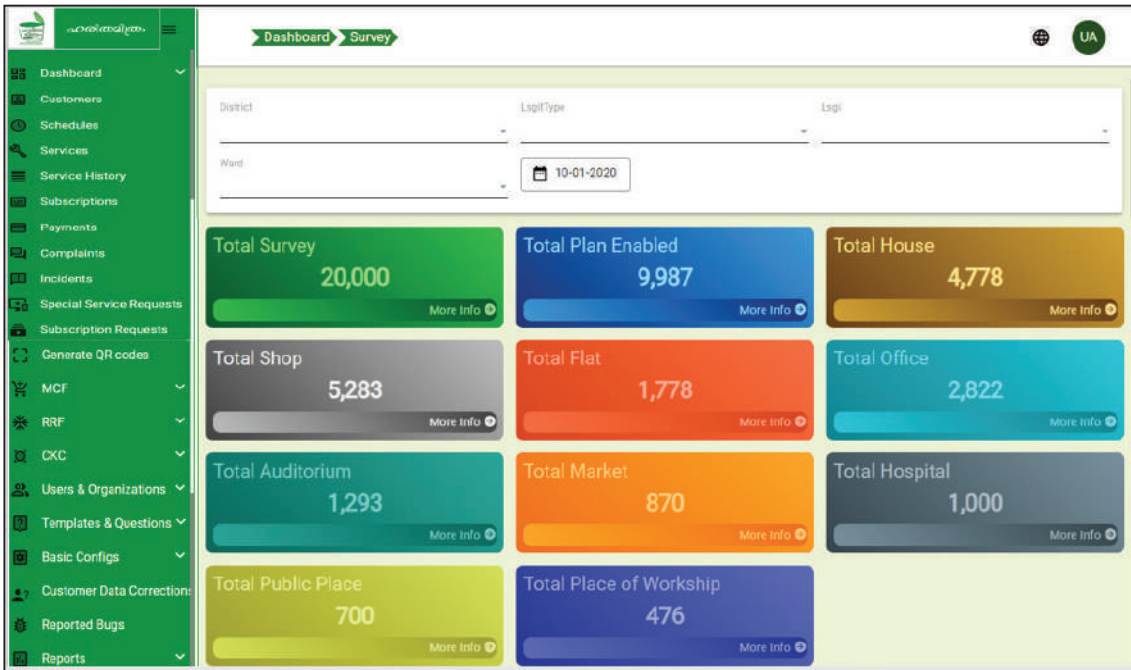 ഹരിതമിത്രം
Dashboard
Customers
Schedules
Services
Service History
Subscriptions
Payments
Complaints
Incidents
Special Service Requests
Subscription Requests
Generate QR codes
MCF
RRF
CKC
Users & Organizations
Templates & Questions
Basic Configs
Customer Data Corrections
Reported Bugs
Reports
Dashboard Survey
UA
District LsgitType Lsgi
Ward 10-01-2020
Total Survey
20,000
More Info
Total Plan Enabled
9,987
More Info
Total House
4,778
More Info
Total Shop
5,283
More Info
Total Flat
1,778
More Info
Total Office
2,822
More Info
Total Auditorium
1,293
More Info
Total Market
870
More Info
Total Hospital
1,000
More Info
Total Public Place
700
More Info
Total Place of Workship
476
More Info